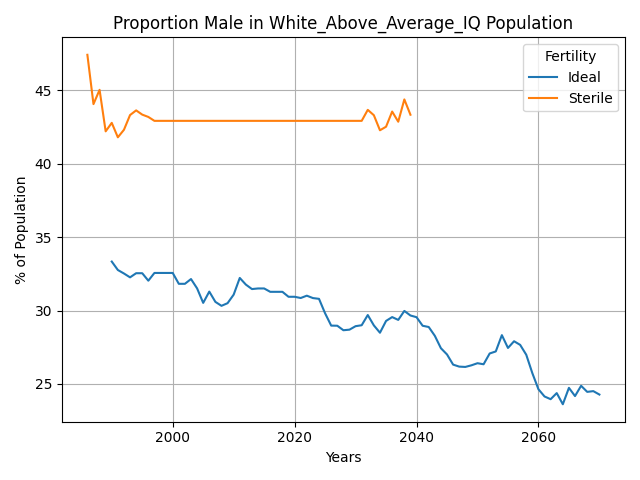 Proportion Male in White_Above_Average_IQ Population
Fertility
Ideal
Sterile
% of Population
45
40
35
30
25
2000
2020
2040
2060
Years